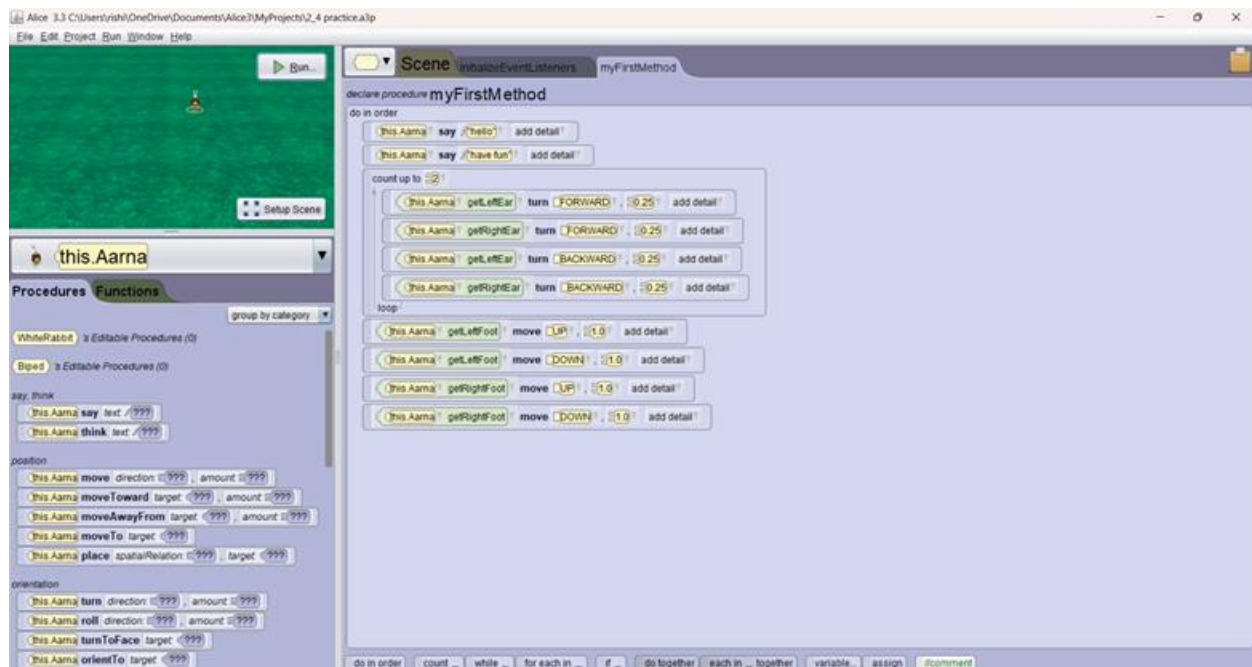 Alice 3.3 C:\Users\rishi\OneDrive\Documents\Alice3\MyProjects\2_4 practice.a3p
File Edit Project Run Window Help
Run...
Setup Scene
this.Aarna
Procedures Functions
group by category
WhiteRabbit 's Editable Procedures (0)
Biped 's Editable Procedures (0)
say, think
this.Aarna say text ???
this.Aarna think text ???
position
this.Aarna move direction: ??? , amount ???
this.Aarna moveToward target ??? , amount ???
this.Aarna moveAwayFrom target ??? , amount ???
this.Aarna moveTo target ???
this.Aarna place spatialRelation: ??? , target ???
orientation
this.Aarna turn direction: ??? , amount ???
this.Aarna roll direction: ??? , amount ???
this.Aarna turnToFace target ???
this.Aarna orientTo target ???
Scene initializeEventListeners myFirstMethod
declare procedure myFirstMethod
do in order
this.Aarna say "hello" add detail
this.Aarna say "have fun" add detail
count up to 2
this.Aarna getLeftEar turn FORWARD , 0.25 add detail
this.Aarna getRightEar turn FORWARD , 0.25 add detail
this.Aarna getLeftEar turn BACKWARD , 0.25 add detail
this.Aarna getRightEar turn BACKWARD , 0.25 add detail
loop
this.Aarna getLeftFoot move UP , 1.0 add detail
this.Aarna getLeftFoot move DOWN , 1.0 add detail
this.Aarna getRightFoot move UP , 1.0 add detail
this.Aarna getRightFoot move DOWN , 1.0 add detail
do in order count _ while _ for each in _ if _ do together each in _ together variable... assign //comment